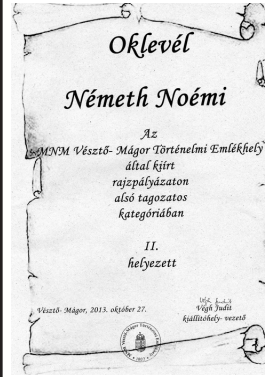 Oklevél
Németh Noémi
Az
MNM Vésztő- Mágor Történelmi Emlékhely
által kiírt
rajzpályázaton
alsó tagozatos
kategóriában
II.
helyezett
Vésztő- Mágor, 2013. október 27.
Végh Judit
kiállítóhely- vezető